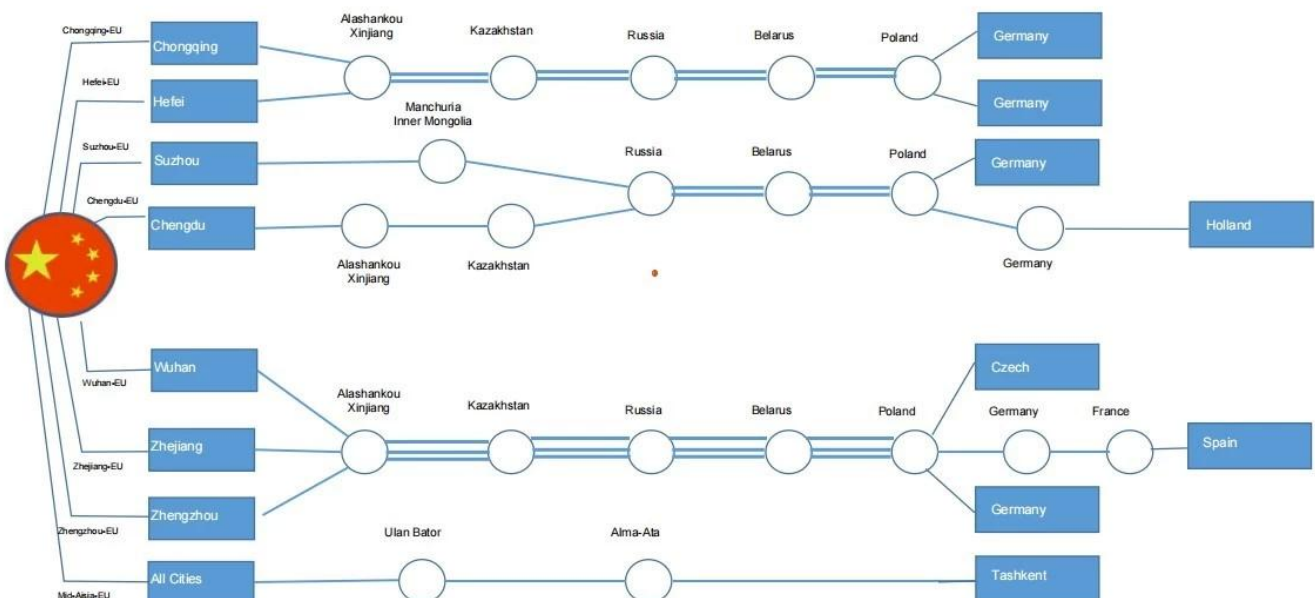 Chongqing-EU
Chongqing
Alashankou
Xinjiang
Kazakhstan
Russia
Belarus
Poland
Germany
Hefei-EU
Hefei
Germany
Manchuria
Inner Mongolia
Suzhou-EU
Suzhou
Russia
Belarus
Poland
Germany
Chengdu-EU
Chengdu
Alashankou
Xinjiang
Kazakhstan
Germany
Holland
Wuhan
Wuhan-EU
Alashankou
Xinjiang
Kazakhstan
Russia
Belarus
Poland
Czech
Germany
France
Spain
Zhejiang
Zhejiang-EU
Zhengzhou
Zhengzhou-EU
Germany
Ulan Bator
Alma-Ata
All Cities
Tashkent
Mid-Aisia-EU